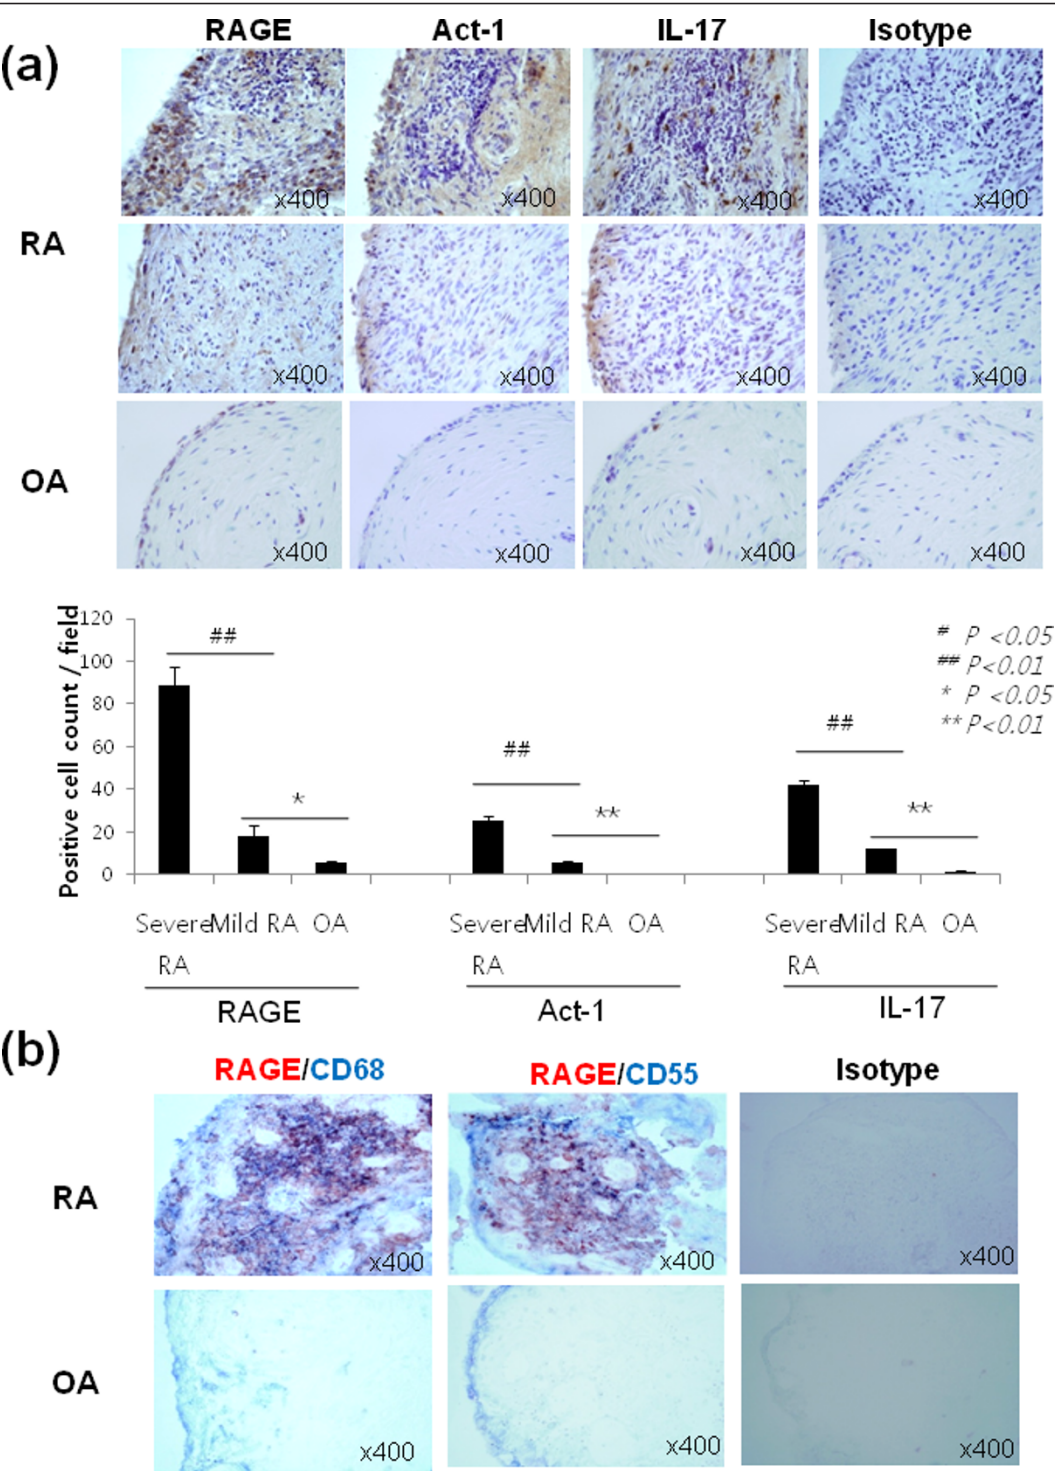 (a)
RAGE Act-1 IL-17 Isotype
x400 x400 x400 x400
RA
x400 x400 x400 x400
OA
x400 x400 x400 x400
Positive cell count / field
120
100
80
60
40
20
0
##
*
##
**
##
**
# P <0.05
## P<0.01
* P <0.05
** P<0.01
Severe RA Mild RA OA
Severe RA Mild RA OA
Severe RA Mild RA OA
RAGE Act-1 IL-17
(b)
RAGE/CD68 RAGE/CD55 Isotype
RA
x400 x400 x400
OA
x400 x400 x400